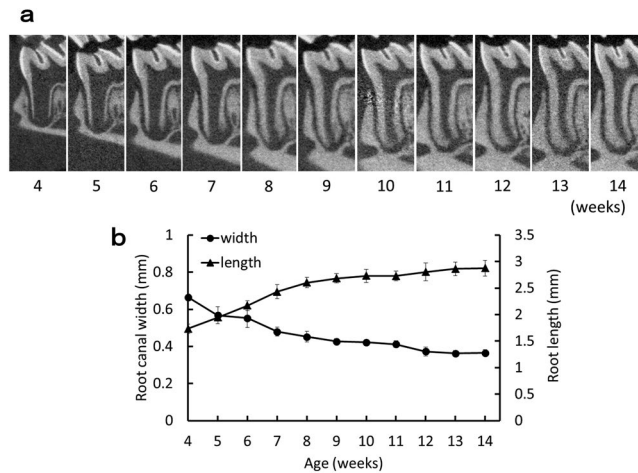 a
4 5 6 7 8 9 10 11 12 13 14
(weeks)
b
width
length
Root canal width (mm)
1
0.8
0.6
0.4
0.2
0
Root length (mm)
3.5
3
2.5
2
1.5
1
0.5
0
4 5 6 7 8 9 10 11 12 13 14
Age (weeks)